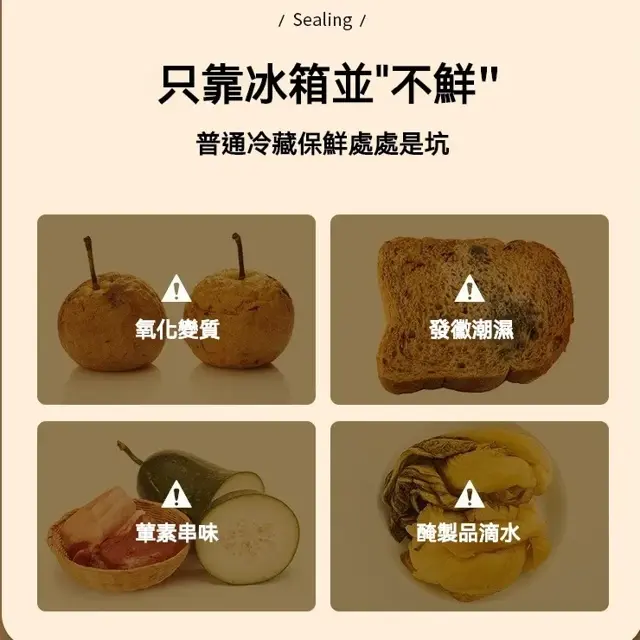 / Sealing /
只靠冰箱並"不鮮"
普通冷藏保鮮處處是坑
氧化變質
發黴潮濕
葷素串味
醃製品滴水